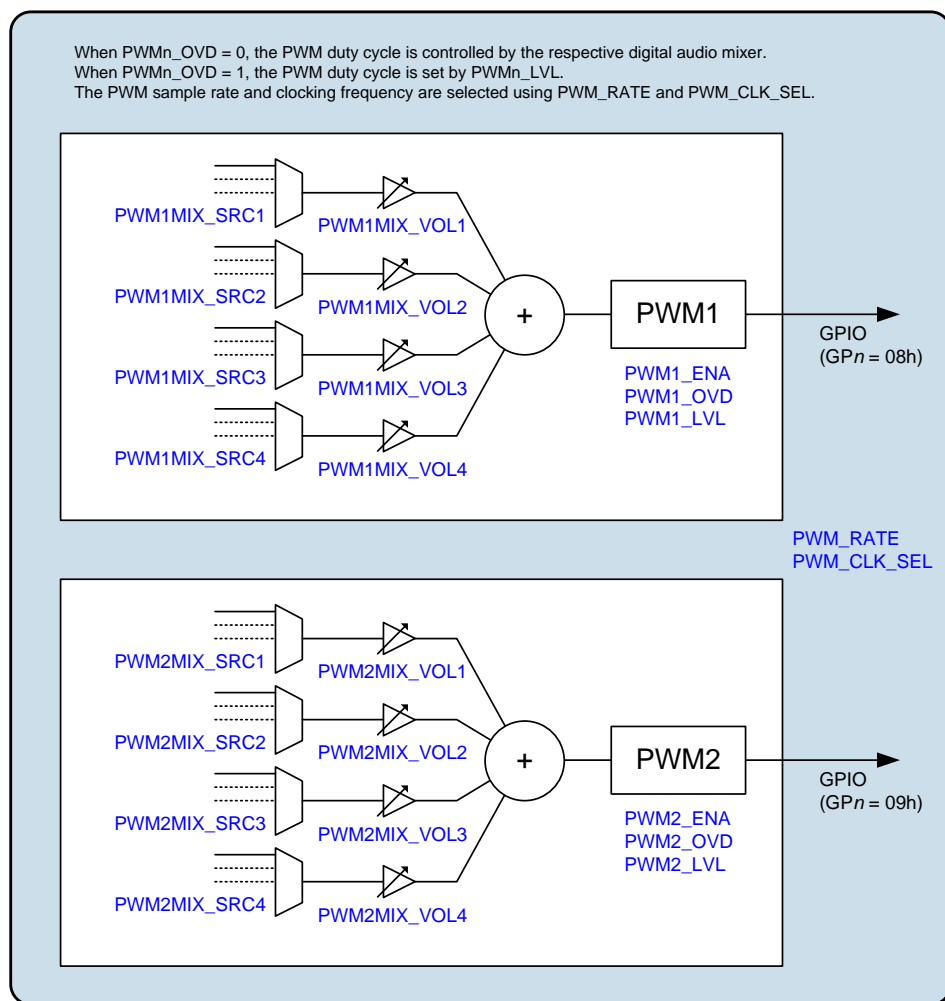 When PWMn_OVD = 0, the PWM duty cycle is controlled by the respective digital audio mixer.
When PWMn_OVD = 1, the PWM duty cycle is set by PWMn_LVL.
The PWM sample rate and clocking frequency are selected using PWM_RATE and PWM_CLK_SEL.
PWM1MIX_SRC1
PWM1MIX_VOL1
PWM1MIX_SRC2
PWM1MIX_VOL2
PWM1MIX_SRC3
PWM1MIX_VOL3
PWM1MIX_SRC4
PWM1MIX_VOL4
+
PWM1
PWM1_ENA
PWM1_OVD
PWM1_LVL
GPIO
(GPn = 08h)
PWM_RATE
PWM_CLK_SEL
PWM2MIX_SRC1
PWM2MIX_VOL1
PWM2MIX_SRC2
PWM2MIX_VOL2
PWM2MIX_SRC3
PWM2MIX_VOL3
PWM2MIX_SRC4
PWM2MIX_VOL4
+
PWM2
PWM2_ENA
PWM2_OVD
PWM2_LVL
GPIO
(GPn = 09h)